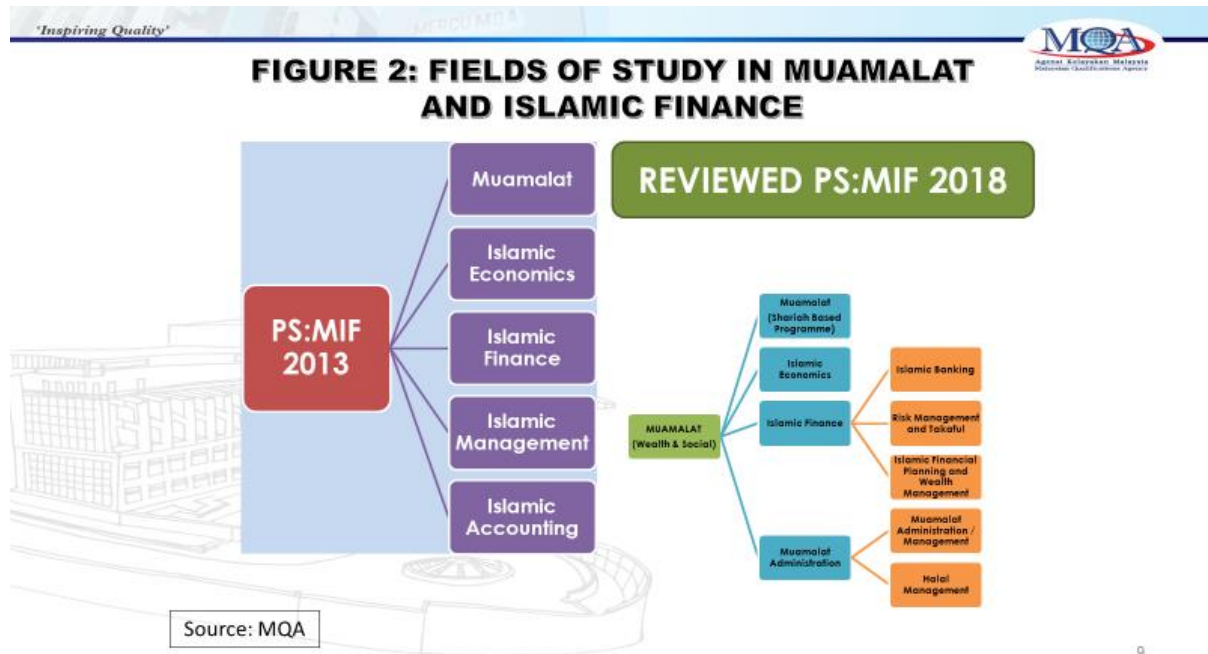 'Inspiring Quality'
MERCU MQA
MQA
Agensi Kelayakan Malaysia
Malaysian Qualifications Agency
FIGURE 2: FIELDS OF STUDY IN MUAMALAT
AND ISLAMIC FINANCE
PS:MIF
2013
Muamalat
Islamic
Economics
Islamic
Finance
Islamic
Management
Islamic
Accounting
REVIEWED PS:MIF 2018
MUAMALAT
(Wealth & Social)
Muamalat
(Shariah Based
Programme)
Islamic
Economics
Islamic Finance
Muamalat
Administration
Islamic Banking
Risk Management
and Takaful
Islamic Financial
Planning and
Wealth
Management
Muamalat
Administration /
Management
Halal
Management
Source: MQA
9